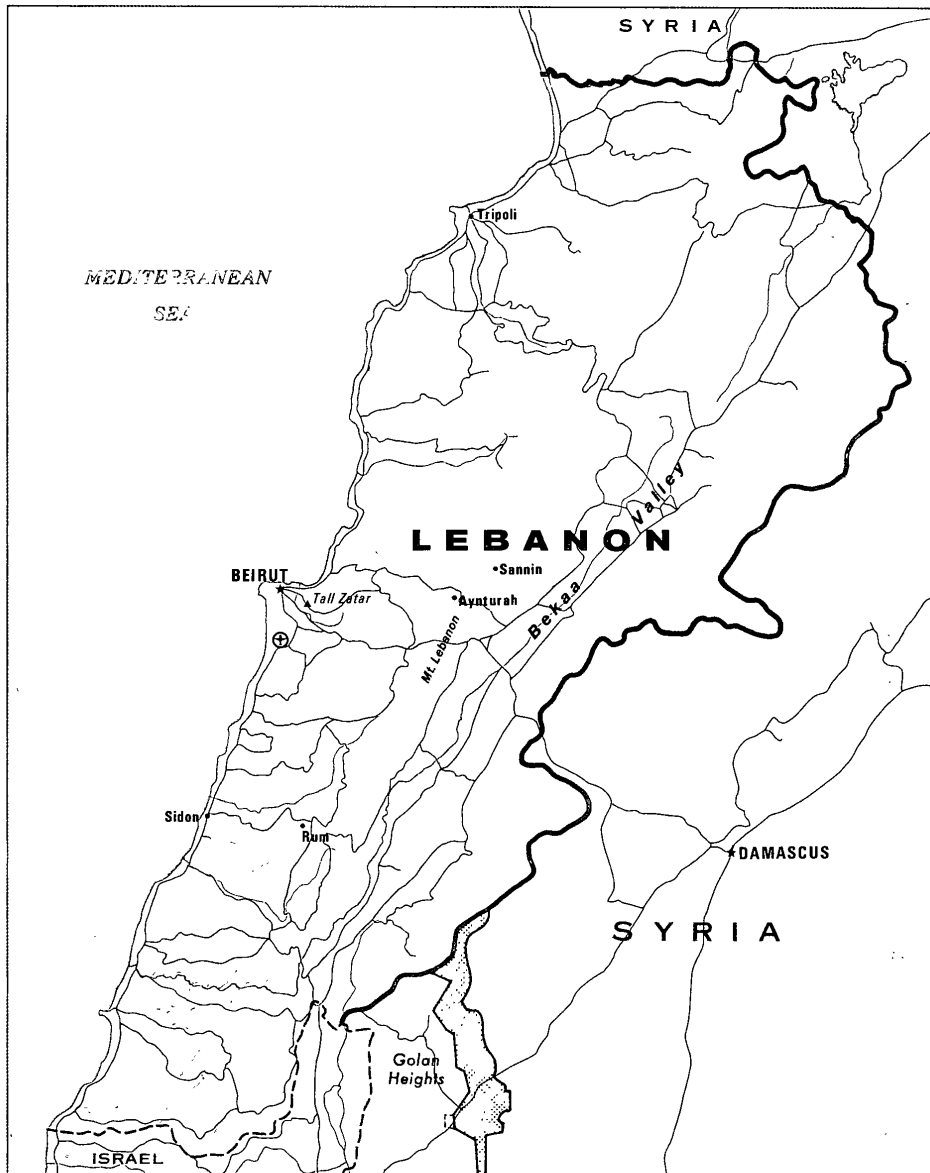 SYRIA
Tripoli
MEDITERRANEAN
SEA
Valley
LEBANON
Sannin
BEIRUT
Tall Zatar
Aynturah
Bekaa
Mt. Lebanon
Sidon
Rum
DAMASCUS
SYRIA
Golan
Heights
ISRAEL